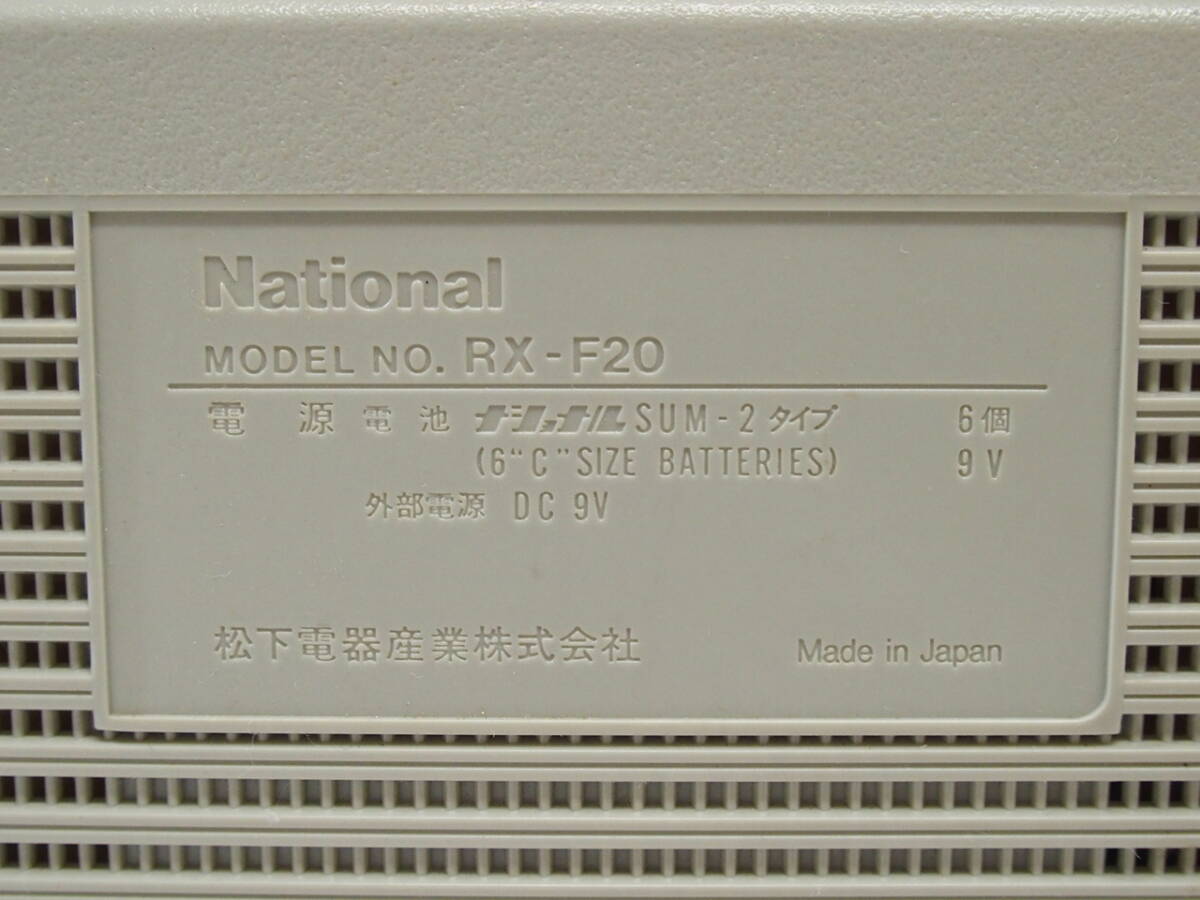 National
MODEL NO. RX-F20
電源 電池 ナショナル SUM-2 タイプ 6個
(6"C" SIZE BATTERIES) 9V
外部電源 DC 9V
松下電器産業株式会社 Made in Japan